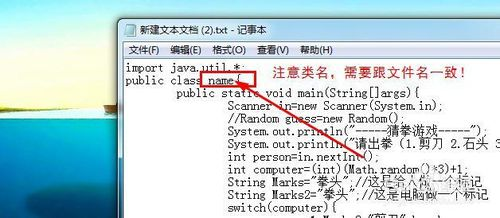 新建文本文档 (2).txt - 记事本
文件(F) 编辑(E) 格式(O) 查看(V) 帮助(H)
import java.util.*;
public class name{
注意类名，需要跟文件名一致！
public static void main(String[]args){
Scanner in=new Scanner(System.in);
//Random guess=new Random();
System.out.println("-----猜拳游戏-----");
System.out.println("请出拳 (1.剪刀 2.石头 3
int person=in.nextInt();
int computer=(int)(Math.random()*3)+1;
String Marks="拳头";//这是给人做一个标记
String Marks2="拳头";//这是电脑做一个标记
switch(computer){